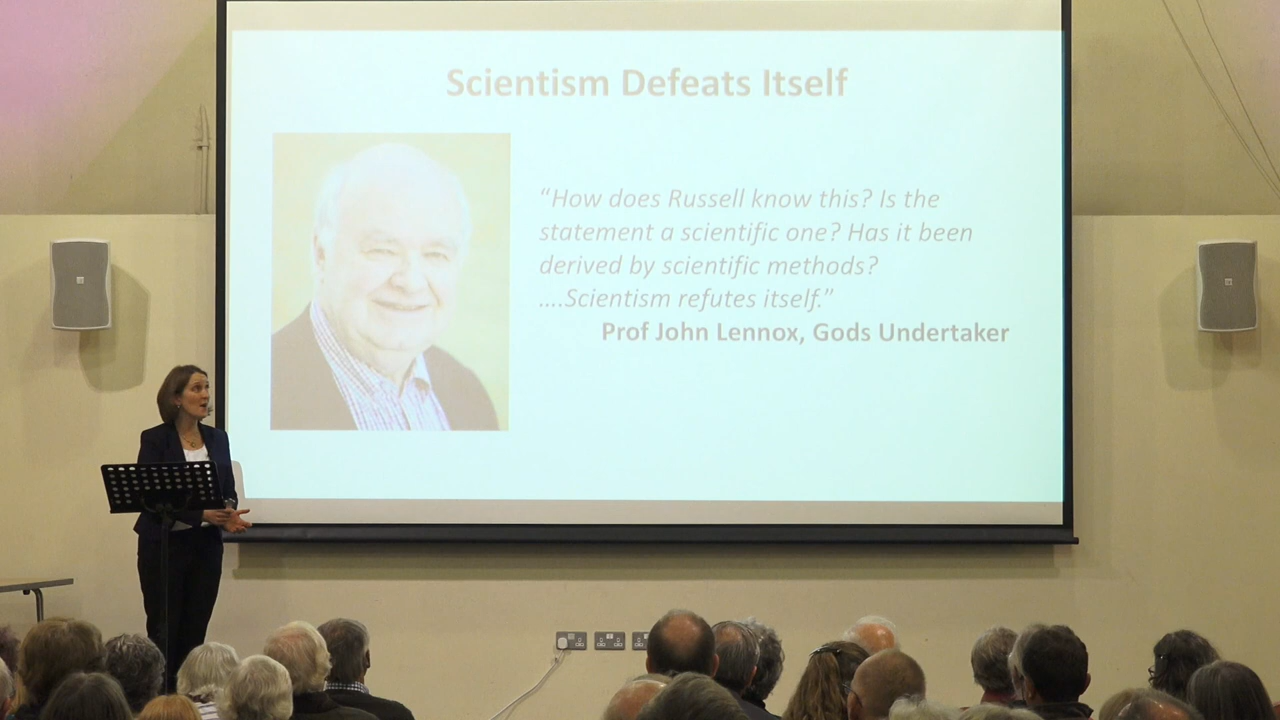 Scientism Defeats Itself
“How does Russell know this? Is the
statement a scientific one? Has it been
derived by scientific methods?
….Scientism refutes itself.”
Prof John Lennox, Gods Undertaker